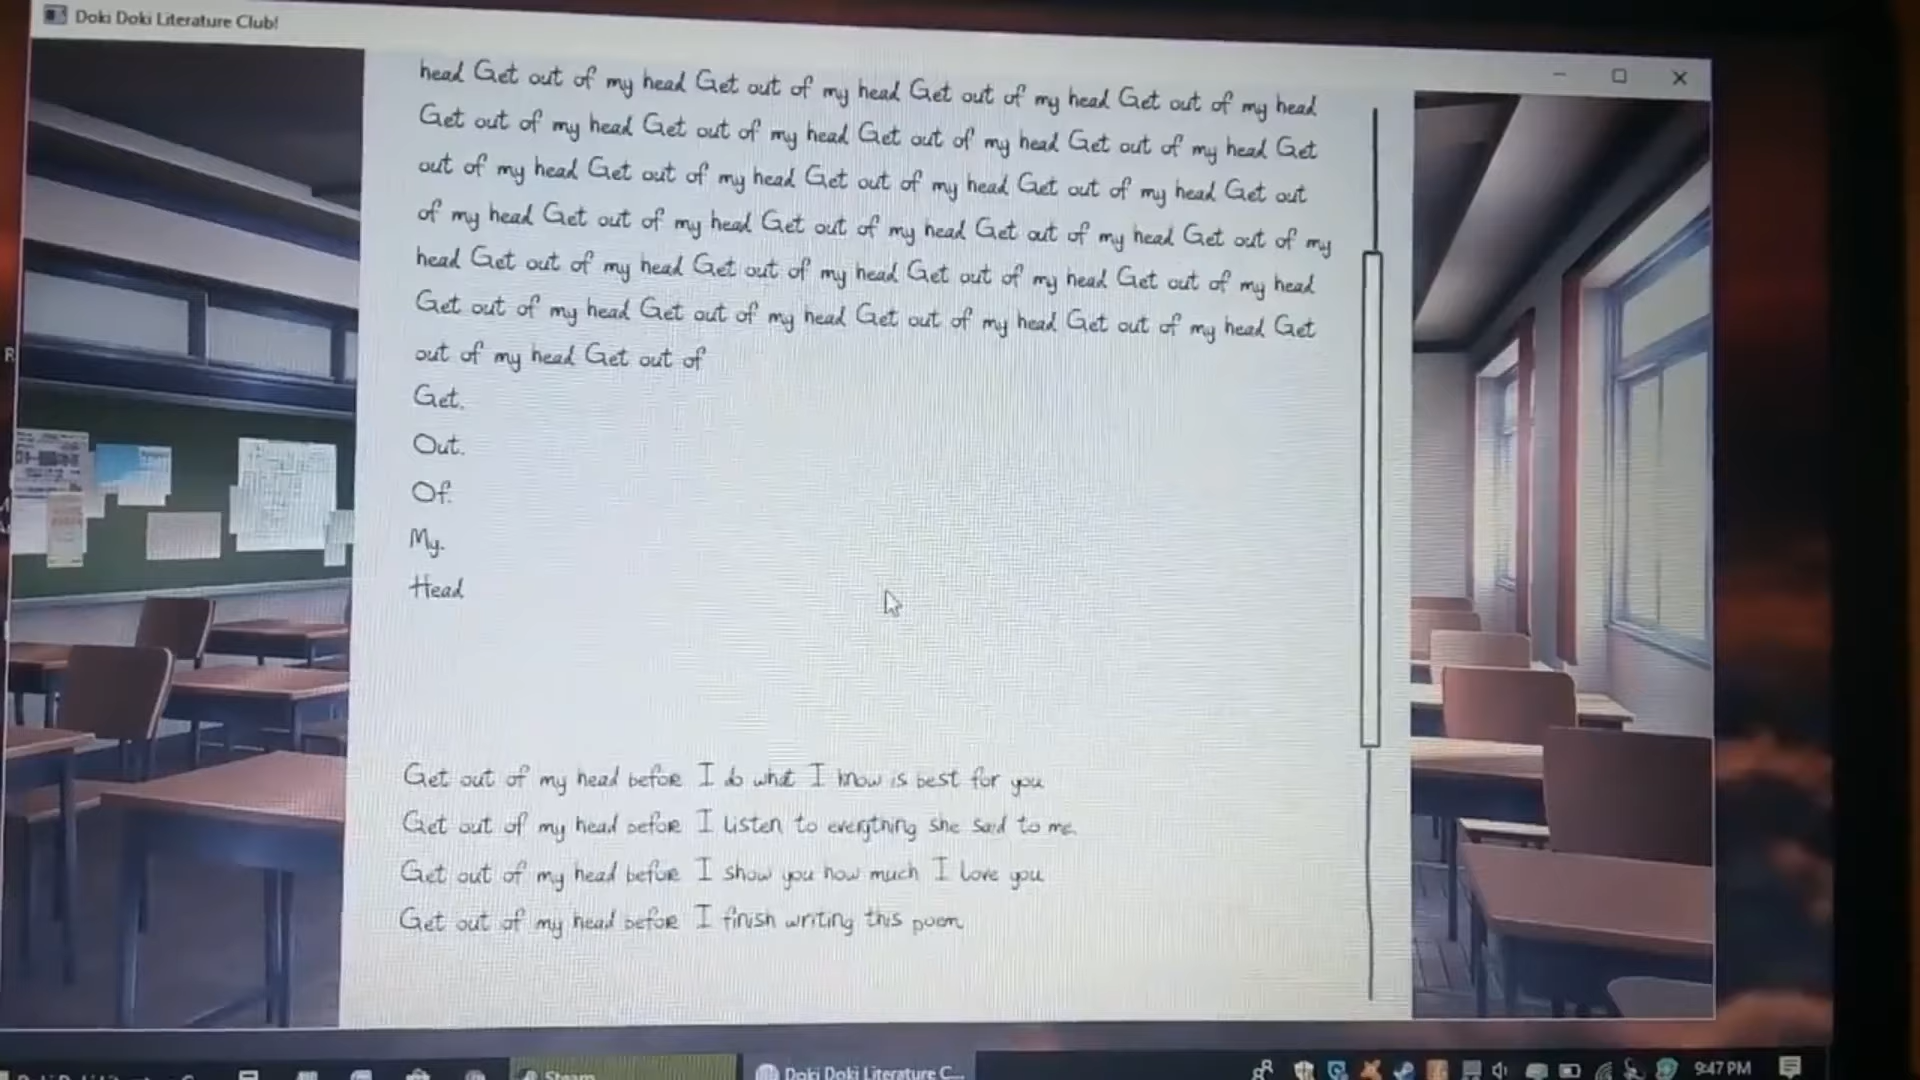 Doki Doki Literature Club!
head Get out of my head Get out of my head Get out of my head Get out of my head
Get out of my head Get out of my head Get out of my head Get out of my head Get
out of my head Get out of my head Get out of my head Get out of my head Get out
of my head Get out of my head Get out of my head Get out of my head Get out of my
head Get out of my head Get out of my head Get out of my head Get out of my head
Get out of my head Get out of my head Get out of my head Get out of my head Get
out of my head Get out of
Get.
Out.
Of.
My.
Head
Get out of my head before I do what I know is best for you
Get out of my head before I listen to everything she said to me.
Get out of my head before I show you how much I love you
Get out of my head before I finish writing this poem
R
Steam
Doki Doki Literature C...
9:47 PM